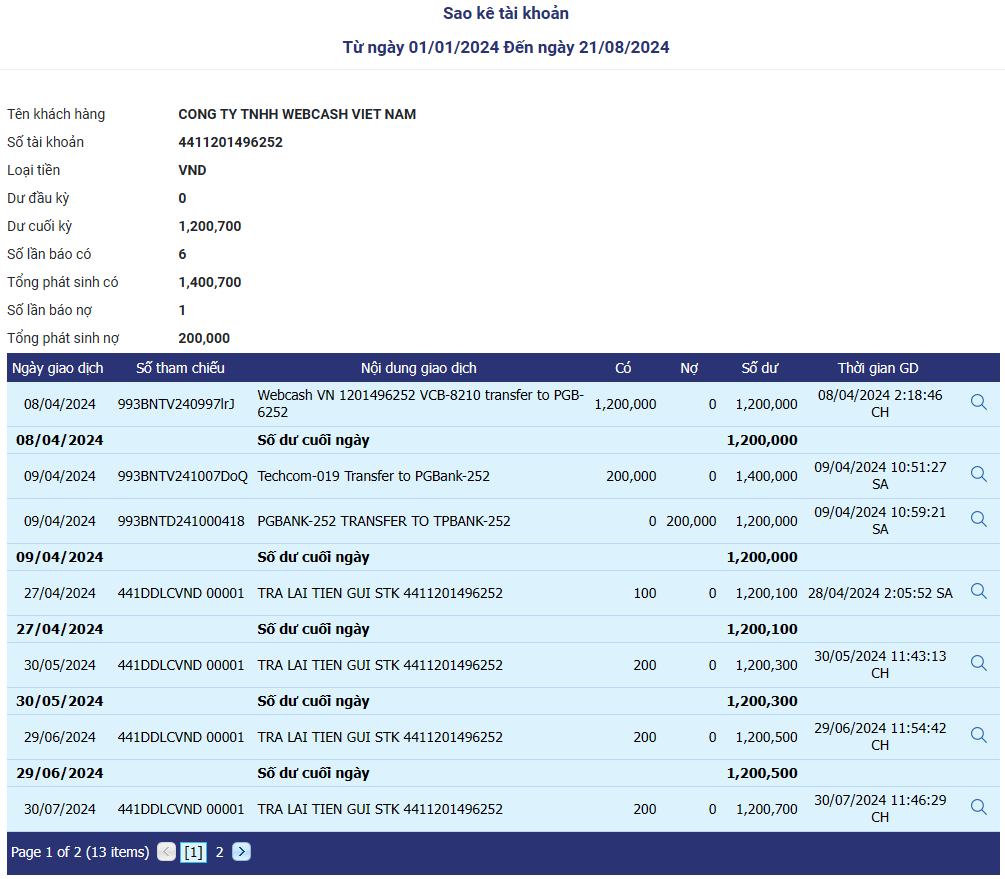 Sao kê tài khoản
Từ ngày 01/01/2024 Đến ngày 21/08/2024
Tên khách hàng CONG TY TNHH WEBCASH VIET NAM
Số tài khoản 4411201496252
Loại tiền VND
Dư đầu kỳ 0
Dư cuối kỳ 1,200,700
Số lần báo có 6
Tổng phát sinh có 1,400,700
Số lần báo nợ 1
Tổng phát sinh nợ 200,000
Ngày giao dịch Số tham chiếu Nội dung giao dịch Có Nợ Số dư Thời gian GD
08/04/2024 993BNTV240997lrJ Webcash VN 1201496252 VCB-8210 transfer to PGB-6252 1,200,000 0 1,200,000 08/04/2024 2:18:46 CH
08/04/2024 Số dư cuối ngày 1,200,000
09/04/2024 993BNTV241007DoQ Techcom-019 Transfer to PGBank-252 200,000 0 1,400,000 09/04/2024 10:51:27 SA
09/04/2024 993BNTD241000418 PGBANK-252 TRANSFER TO TPBANK-252 0 200,000 1,200,000 09/04/2024 10:59:21 SA
09/04/2024 Số dư cuối ngày 1,200,000
27/04/2024 441DDLCVND 00001 TRA LAI TIEN GUI STK 4411201496252 100 0 1,200,100 28/04/2024 2:05:52 SA
27/04/2024 Số dư cuối ngày 1,200,100
30/05/2024 441DDLCVND 00001 TRA LAI TIEN GUI STK 4411201496252 200 0 1,200,300 30/05/2024 11:43:13 CH
30/05/2024 Số dư cuối ngày 1,200,300
29/06/2024 441DDLCVND 00001 TRA LAI TIEN GUI STK 4411201496252 200 0 1,200,500 29/06/2024 11:54:42 CH
29/06/2024 Số dư cuối ngày 1,200,500
30/07/2024 441DDLCVND 00001 TRA LAI TIEN GUI STK 4411201496252 200 0 1,200,700 30/07/2024 11:46:29 CH
Page 1 of 2 (13 items) [1] 2